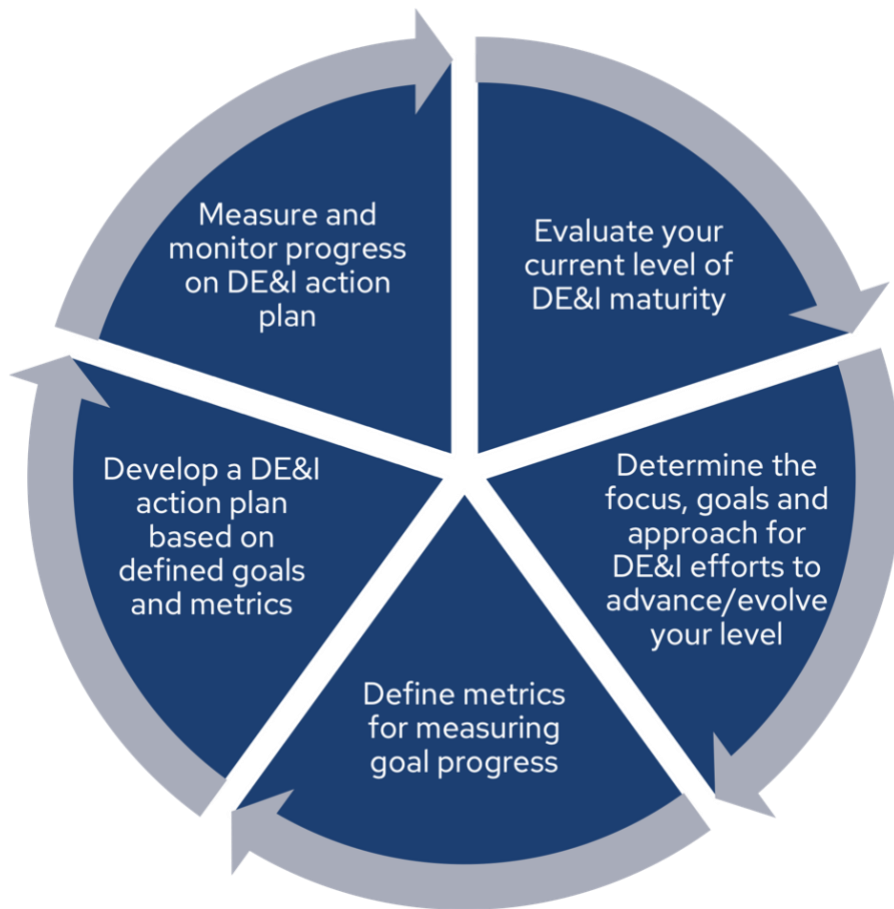 Evaluate your
current level of
DE&I maturity
Determine the
focus, goals and
approach for
DE&I efforts to
advance/evolve
your level
Define metrics
for measuring
goal progress
Develop a DE&I
action plan
based on
defined goals
and metrics
Measure and
monitor progress
on DE&I action
plan